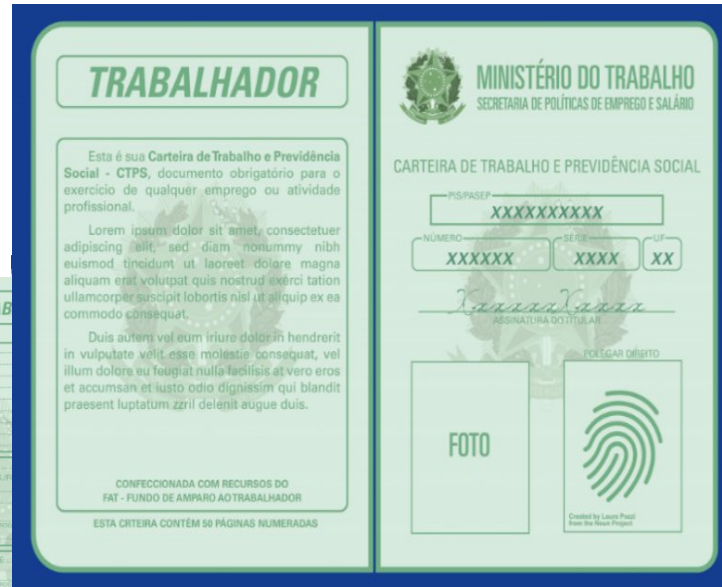 TRABALHADOR
Esta é sua Carteira de Trabalho e Previdência
Social - CTPS, documento obrigatório para o
exercício de qualquer emprego ou atividade
profissional.
Lorem ipsum dolor sit amet, consectetuer
adipiscing elit, sed diam nonummy nibh
euismod tincidunt ut laoreet dolore magna
aliquam erat volutpat quis nostrud exerci tation
ullamcorper suscipit lobortis nisl ut aliquip ex ea
commodo consequat.
Duis autem vel eum iriure dolor in hendrerit
in vulputate velit esse molestie consequat, vel
illum dolore eu feugiat nulla facilisis at vero eros
et accumsan et iusto odio dignissim qui blandit
praesent luptatum zzril delenit augue duis.
CONFECCIONADA COM RECURSOS DO
FAT - FUNDO DE AMPARO AO TRABALHADOR
ESTA CRTEIRA CONTÊM 50 PÁGINAS NUMERADAS
MINISTÉRIO DO TRABALHO
SECRETARIA DE POLÍTICAS DE EMPREGO E SALÁRIO
CARTEIRA DE TRABALHO E PREVIDÊNCIA SOCIAL
PIS/PASEP
XXXXXXXXXX
NÚMERO SÉRIE UF
XXXXXX XXXX XX
Xxxxxx Xxxxx
ASSINATURA DO TITULAR
POLEGAR DIREITO
FOTO
Created by Laura Pazzi
from the Noun Project